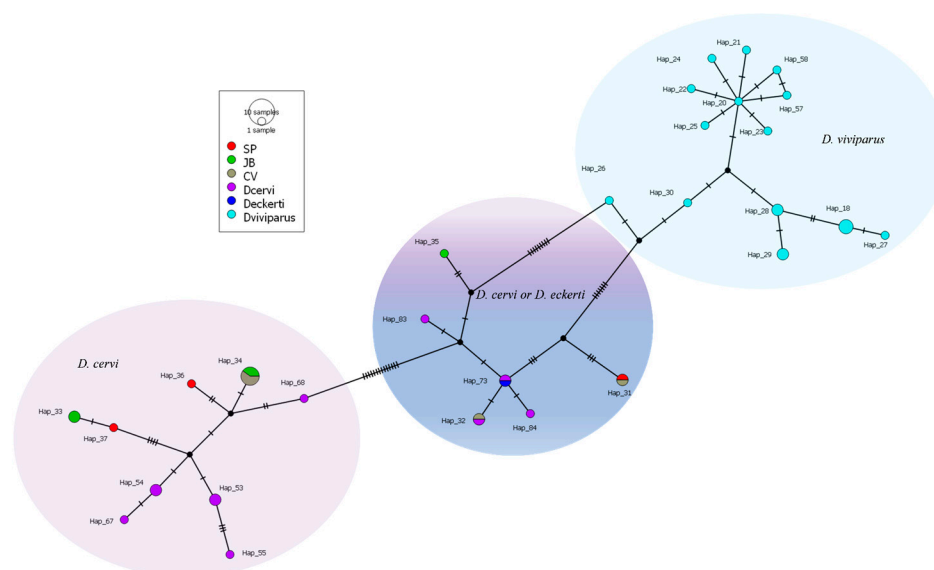 Hap_21
Hap_24
Hap_58
Hap_22
Hap_20
Hap_57
Hap_25
Hap_23
D. viviparus
10 samples
1 sample
SP
JB
CV
Dcervi
Deckerti
Dviviparus
Hap_26
Hap_30
Hap_18
Hap_28
Hap_27
Hap_29
Hap_35
D. cervi or D. eckerti
Hap_83
D. cervi
Hap_34
Hap_36
Hap_68
Hap_73
Hap_31
Hap_33
Hap_37
Hap_32
Hap_84
Hap_54
Hap_53
Hap_67
Hap_55